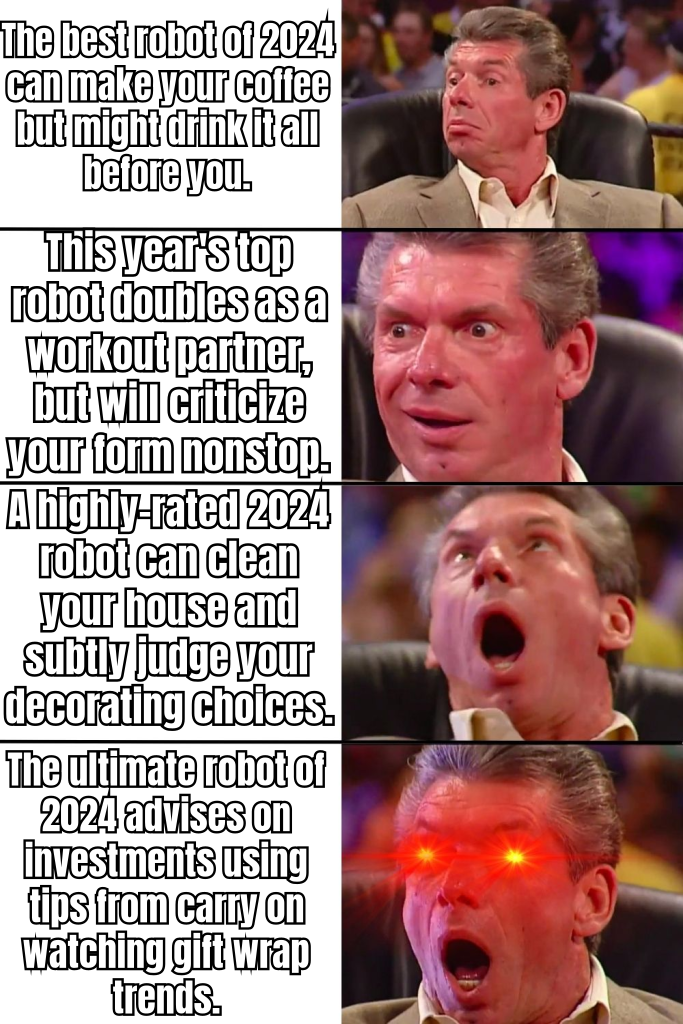 The best robot of 2024
can make your coffee
but might drink it all
before you.
This year's top
robot doubles as a
workout partner,
but will criticize
your form nonstop.
A highly-rated 2024
robot can clean
your house and
subtly judge your
decorating choices.
The ultimate robot of
2024 advises on
investments using
tips from carry on
watching gift wrap
trends.